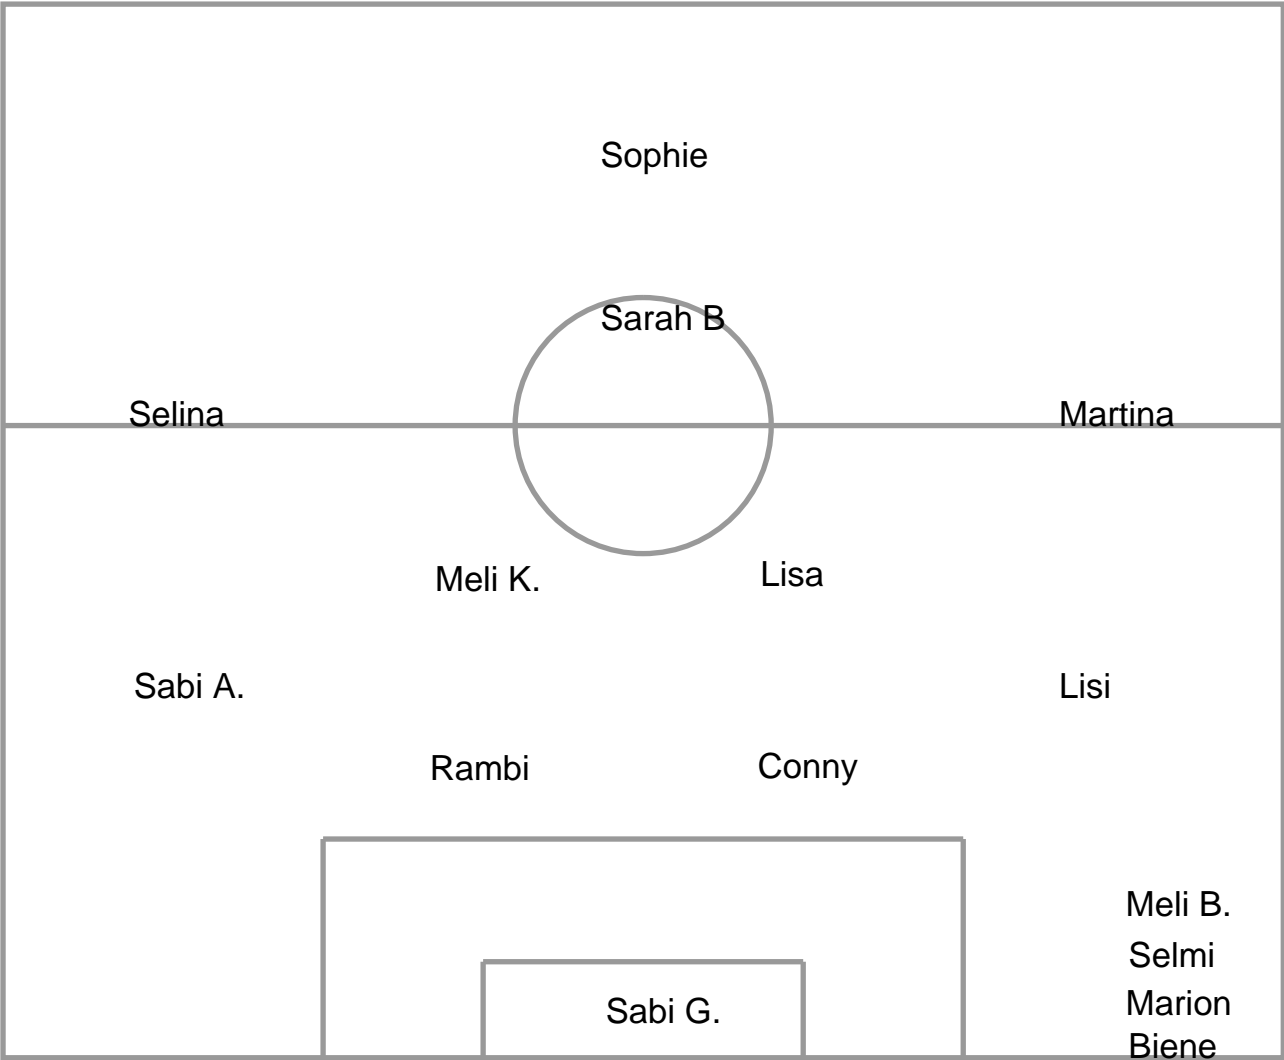 Sophie
Sarah B
Selina
Martina
Meli K.
Lisa
Sabi A.
Lisi
Rambi
Conny
Meli B.
Selmi
Marion
Sabi G.
Biene